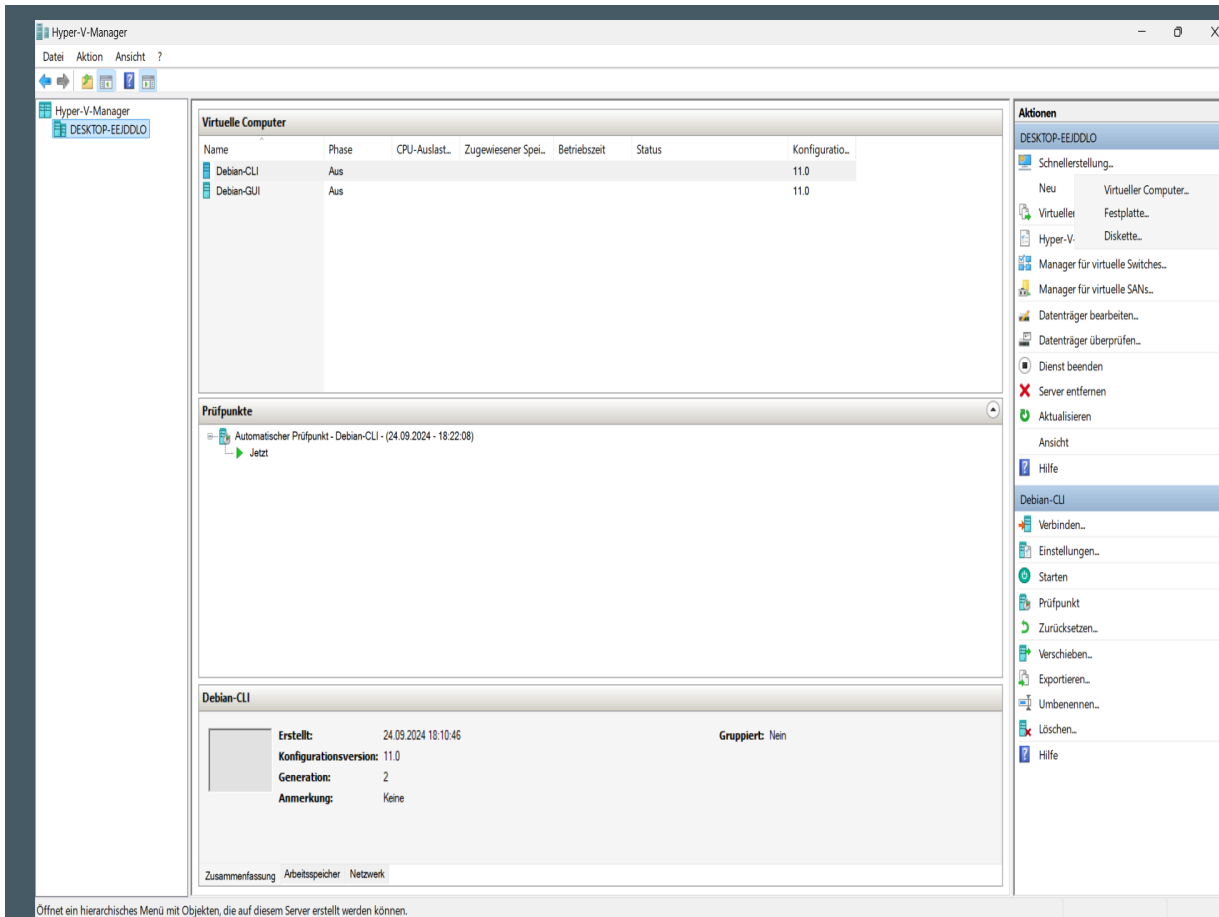 Hyper-V-Manager
Datei Aktion Ansicht ?
Hyper-V-Manager
DESKTOP-EEJDDLO
Virtuelle Computer
Name Phase CPU-Auslast... Zugewiesener Spei... Betriebszeit Status Konfiguratio...
Debian-CLI Aus 11.0
Debian-GUI Aus 11.0
Prüfpunkte
Automatischer Prüfpunkt - Debian-CLI - (24.09.2024 - 18:22:08)
Jetzt
Debian-CLI
Erstellt: 24.09.2024 18:10:46 Gruppiert: Nein
Konfigurationsversion: 11.0
Generation: 2
Anmerkung: Keine
Zusammenfassung Arbeitsspeicher Netzwerk
Aktionen
DESKTOP-EEJDDLO
Schnellerstellung...
Neu
Virtueller Computer...
Festplatte...
Diskette...
Virtueller
Hyper-V-
Manager für virtuelle Switches...
Manager für virtuelle SANs...
Datenträger bearbeiten...
Datenträger überprüfen...
Dienst beenden
Server entfernen
Aktualisieren
Ansicht
Hilfe
Debian-CLI
Verbinden...
Einstellungen...
Starten
Prüfpunkt
Zurücksetzen...
Verschieben...
Exportieren...
Umbenennen...
Löschen...
Hilfe
Öffnet ein hierarchisches Menü mit Objekten, die auf diesem Server erstellt werden können.